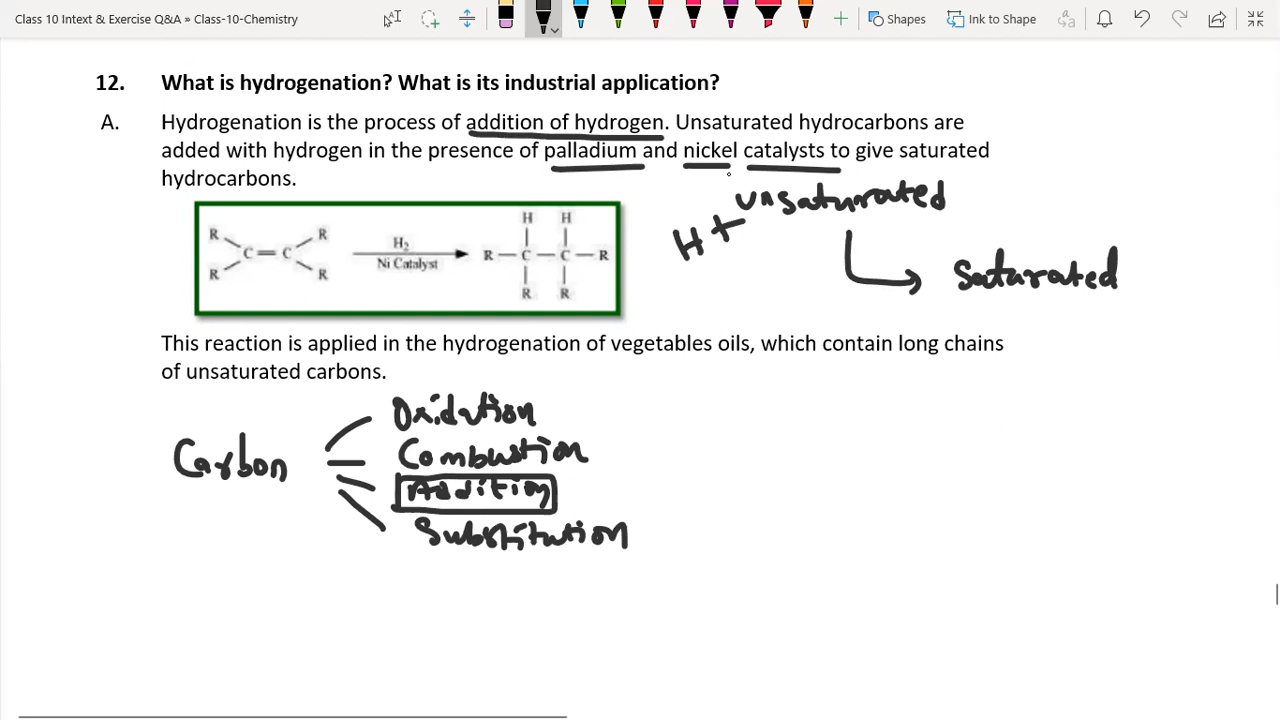 Class 10 Intext & Exercise Q&A » Class-10-Chemistry
Shapes
Ink to Shape
12. What is hydrogenation? What is its industrial application?
A. Hydrogenation is the process of addition of hydrogen. Unsaturated hydrocarbons are
added with hydrogen in the presence of palladium and nickel catalysts to give saturated
hydrocarbons.
H + unsaturated
saturated
R R H H
C = C H₂ R — C — C — R
R R Ni Catalyst R R
This reaction is applied in the hydrogenation of vegetables oils, which contain long chains
of unsaturated carbons.
Carbon
Oxidation
Combustion
Addition
Substitution